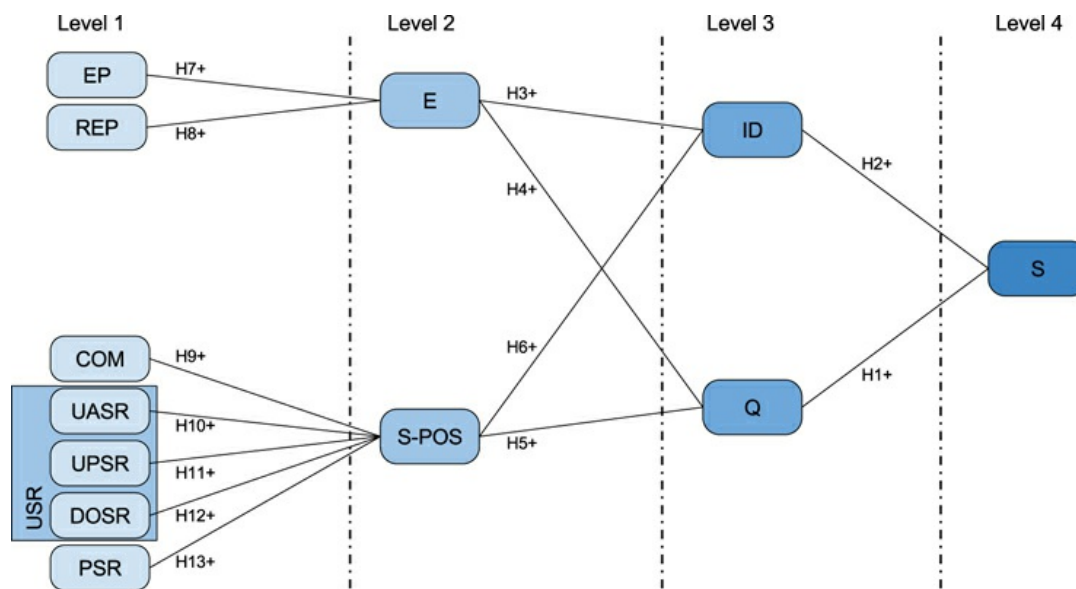 Level 1
Level 2
Level 3
Level 4
EP
H7+
REP
H8+
E
H3+
H4+
ID
H2+
S
COM
H9+
USR
UASR
H10+
UPSR
H11+
DOSR
H12+
PSR
H13+
S-POS
H6+
H5+
Q
H1+